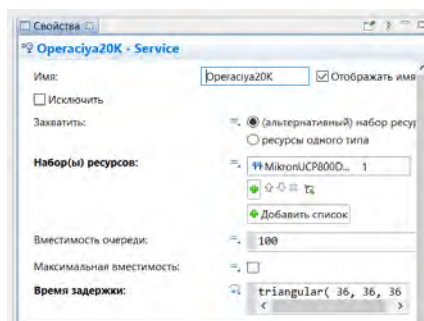 Свойства
Operaciya20K - Service
Имя: Operaciya20K Отображать имя
Исключить
Захватить: (альтернативный) набор ресур
ресурсы одного типа
Набор(ы) ресурсов: MikronUCP800D... 1
Добавить список
Вместимость очереди: 100
Максимальная вместимость:
Время задержки: triangular( 36, 36, 36